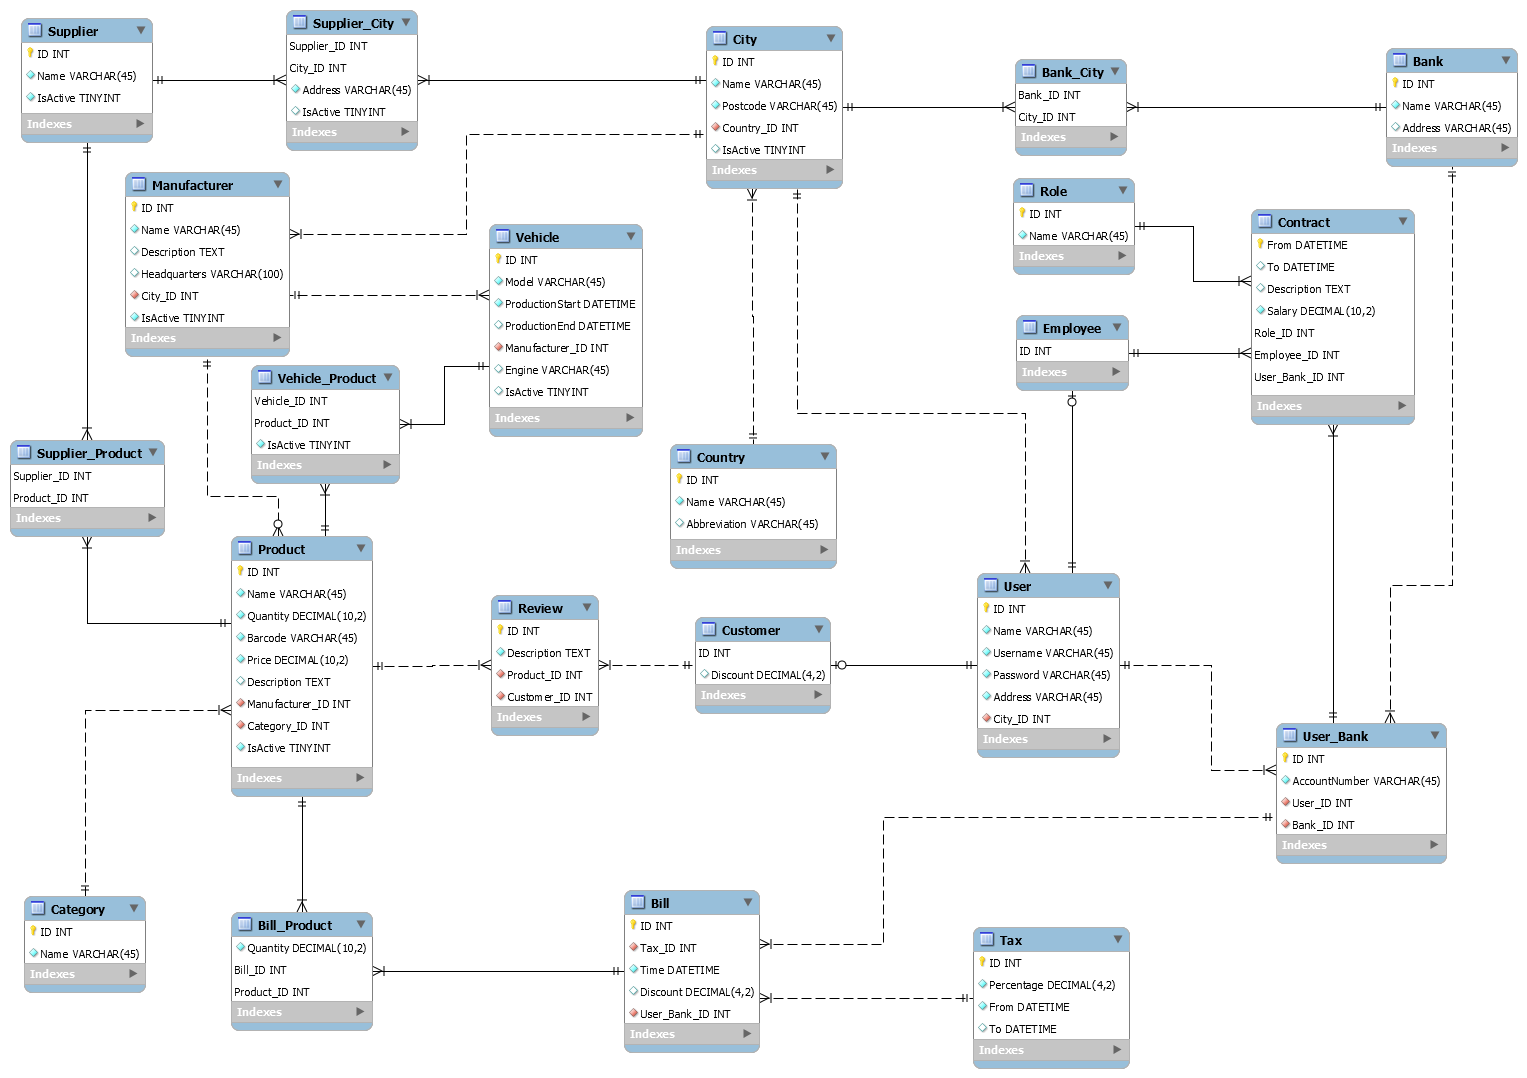 Supplier
ID INT
Name VARCHAR(45)
IsActive TINYINT
Indexes
Supplier_City
Supplier_ID INT
City_ID INT
Address VARCHAR(45)
IsActive TINYINT
Indexes
City
ID INT
Name VARCHAR(45)
Postcode VARCHAR(45)
Country_ID INT
IsActive TINYINT
Indexes
Bank_City
Bank_ID INT
City_ID INT
Indexes
Bank
ID INT
Name VARCHAR(45)
Address VARCHAR(45)
Indexes
Manufacturer
ID INT
Name VARCHAR(45)
Description TEXT
Headquarters VARCHAR(100)
City_ID INT
IsActive TINYINT
Indexes
Vehicle
ID INT
Model VARCHAR(45)
ProductionStart DATETIME
ProductionEnd DATETIME
Manufacturer_ID INT
Engine VARCHAR(45)
IsActive TINYINT
Indexes
Role
ID INT
Name VARCHAR(45)
Indexes
Contract
From DATETIME
To DATETIME
Description TEXT
Salary DECIMAL(10,2)
Role_ID INT
Employee_ID INT
User_Bank_ID INT
Indexes
Employee
ID INT
Indexes
Vehicle_Product
Vehicle_ID INT
Product_ID INT
IsActive TINYINT
Indexes
Supplier_Product
Supplier_ID INT
Product_ID INT
Indexes
Country
ID INT
Name VARCHAR(45)
Abbreviation VARCHAR(45)
Indexes
Product
ID INT
Name VARCHAR(45)
Quantity DECIMAL(10,2)
Barcode VARCHAR(45)
Price DECIMAL(10,2)
Description TEXT
Manufacturer_ID INT
Category_ID INT
IsActive TINYINT
Indexes
Review
ID INT
Description TEXT
Product_ID INT
Customer_ID INT
Indexes
Customer
ID INT
Discount DECIMAL(4,2)
Indexes
User
ID INT
Name VARCHAR(45)
Username VARCHAR(45)
Password VARCHAR(45)
Address VARCHAR(45)
City_ID INT
Indexes
User_Bank
ID INT
AccountNumber VARCHAR(45)
User_ID INT
Bank_ID INT
Indexes
Category
ID INT
Name VARCHAR(45)
Indexes
Bill_Product
Quantity DECIMAL(10,2)
Bill_ID INT
Product_ID INT
Indexes
Bill
ID INT
Tax_ID INT
Time DATETIME
Discount DECIMAL(4,2)
User_Bank_ID INT
Indexes
Tax
ID INT
Percentage DECIMAL(4,2)
From DATETIME
To DATETIME
Indexes